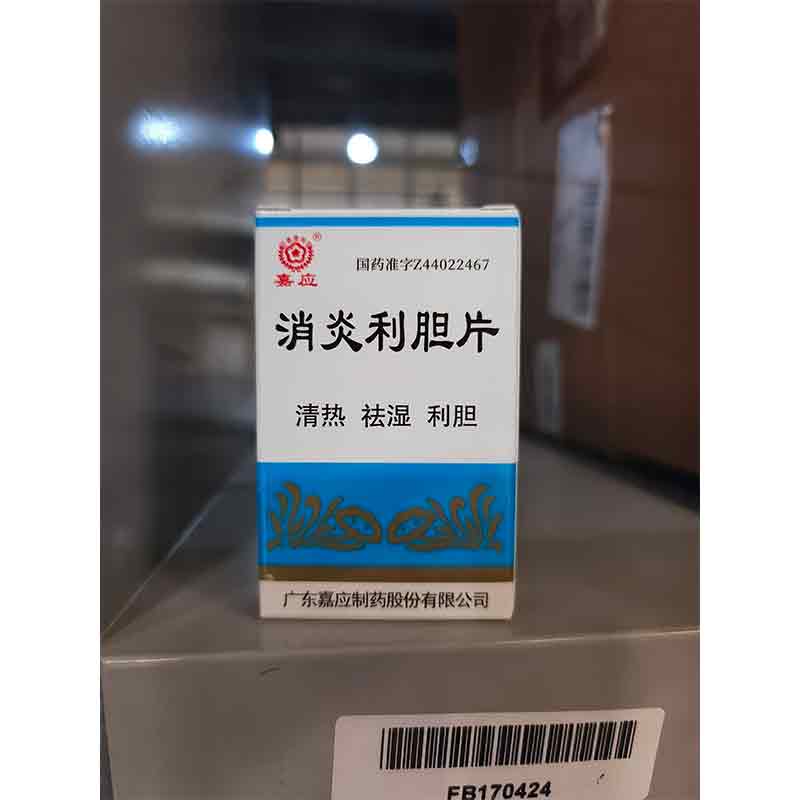 国药准字Z44022467
嘉应
消炎利胆片
清热 祛湿 利胆
广东嘉应制药股份有限公司
FB170424